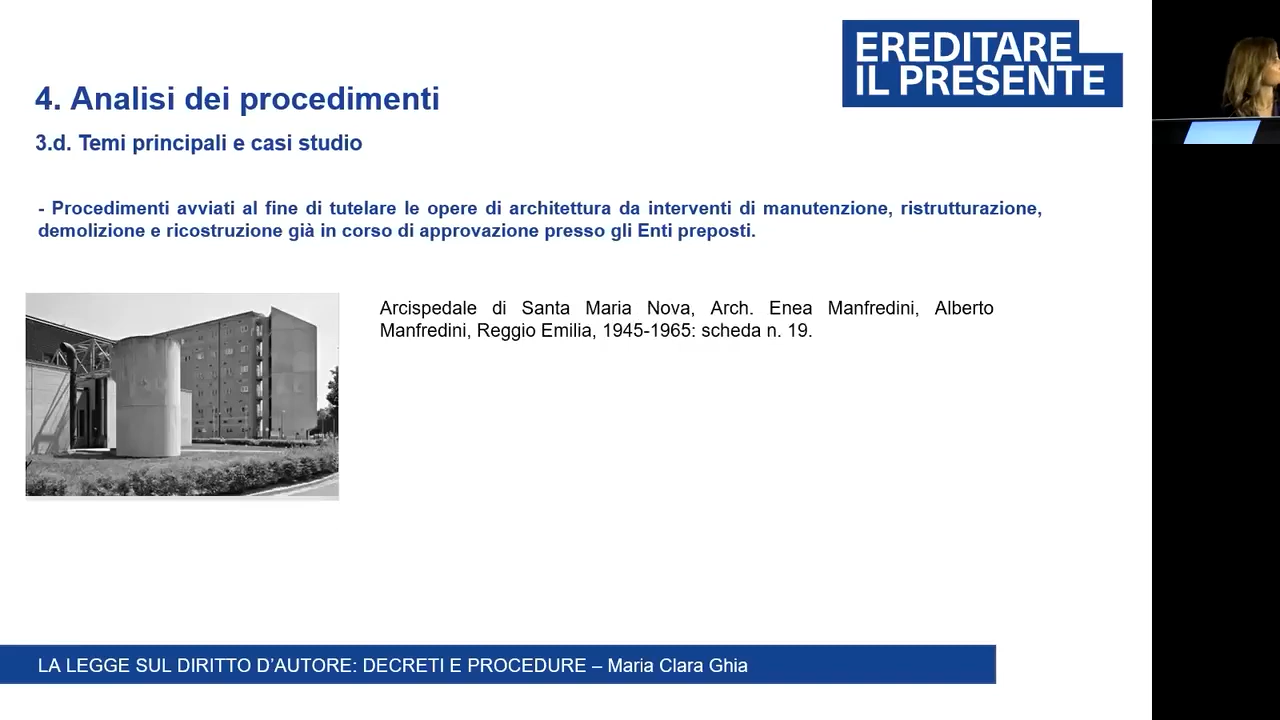 EREDITARE
IL PRESENTE
4. Analisi dei procedimenti
3.d. Temi principali e casi studio
- Procedimenti avviati al fine di tutelare le opere di architettura da interventi di manutenzione, ristrutturazione,
demolizione e ricostruzione già in corso di approvazione presso gli Enti preposti.
Arcispedale di Santa Maria Nova, Arch. Enea Manfredini, Alberto
Manfredini, Reggio Emilia, 1945-1965: scheda n. 19.
LA LEGGE SUL DIRITTO D’AUTORE: DECRETI E PROCEDURE – Maria Clara Ghia